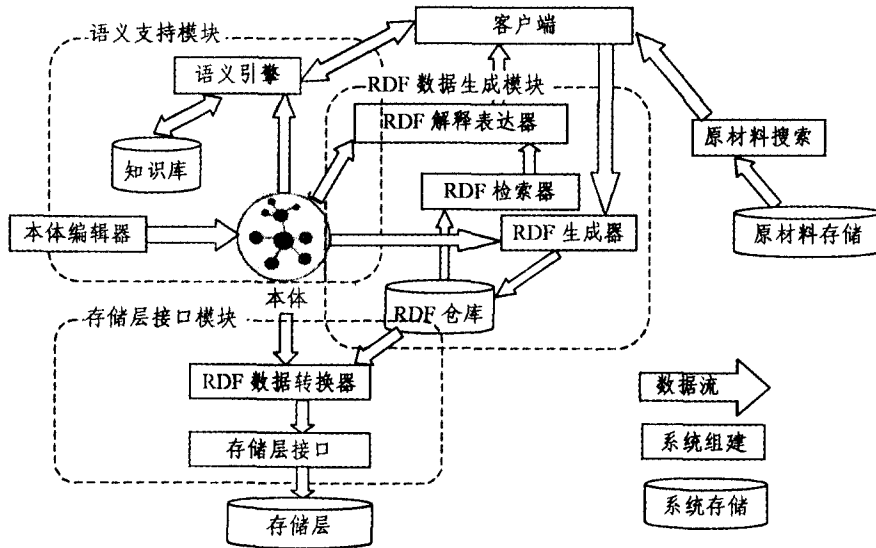 语义支持模块
客户端
语义引擎
RDF 数据生成模块
RDF 解释表达器
原材料搜索
知识库
RDF 检索器
本体编辑器
RDF 生成器
原材料存储
本体
RDF 仓库
存储层接口模块
RDF 数据转换器
数据流
存储层接口
系统组建
存储层
系统存储